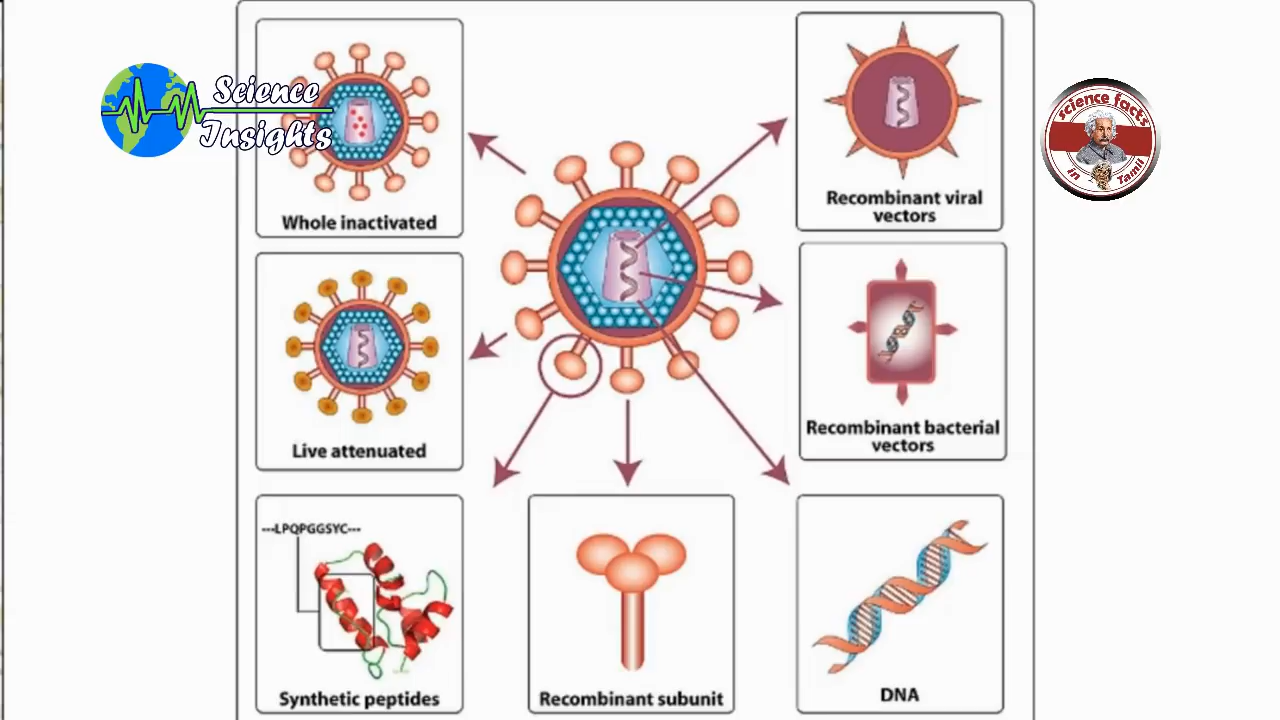 Science
Insights
Whole inactivated
Live attenuated
---LPQPGGSYC---
Synthetic peptides
Recombinant subunit
DNA
Recombinant viral
vectors
Recombinant bacterial
vectors
science facts
in Tamil